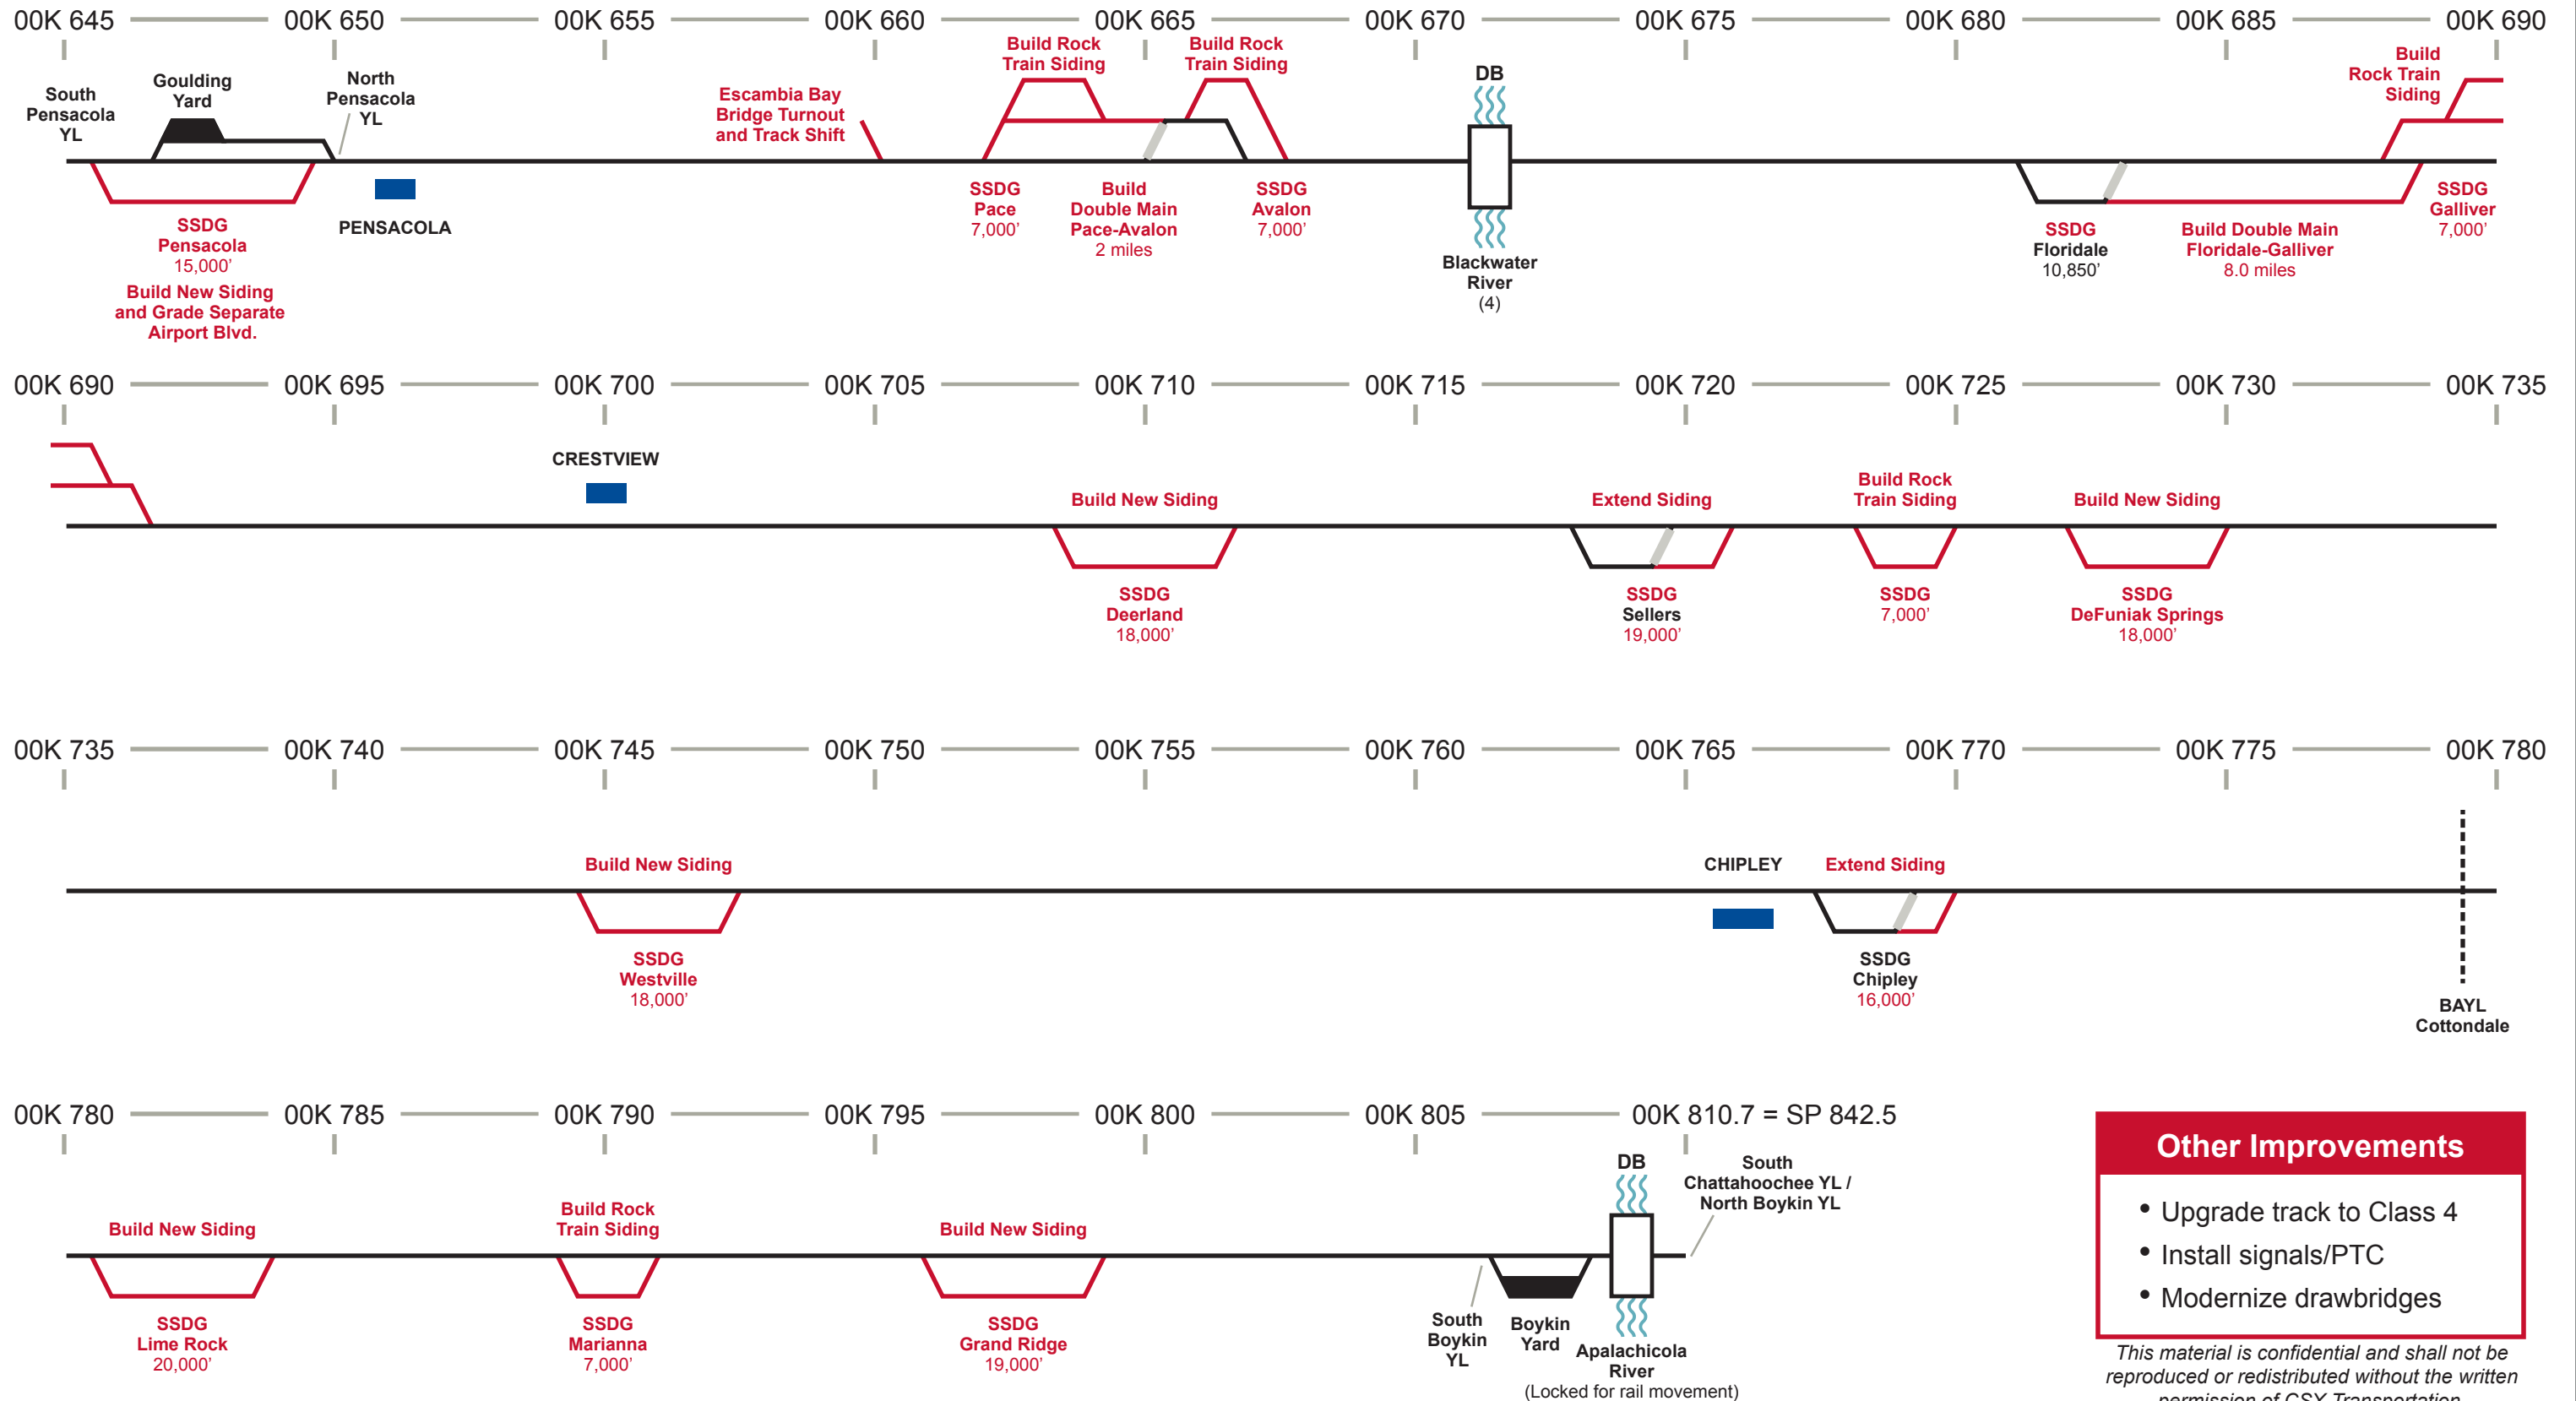 00K 645 00K 650 00K 655 00K 660 00K 665 00K 670 00K 675 00K 680 00K 685 00K 690
South
Pensacola
YL
Goulding
Yard
North
Pensacola
YL
Escambia Bay
Bridge Turnout
and Track Shift
Build Rock
Train Siding
Build Rock
Train Siding
DB
Build
Rock Train
Siding
SSDG
Pensacola
15,000’
Build New Siding
and Grade Separate
Airport Blvd.
PENSACOLA
SSDG
Pace
7,000’
Build
Double Main
Pace-Avalon
2 miles
SSDG
Avalon
7,000’
Blackwater
River
(4)
SSDG
Floridale
10,850’
Build Double Main
Floridale-Galliver
8.0 miles
SSDG
Galliver
7,000’
00K 690 00K 695 00K 700 00K 705 00K 710 00K 715 00K 720 00K 725 00K 730 00K 735
CRESTVIEW
Build New Siding
Extend Siding
Build Rock
Train Siding
Build New Siding
SSDG
Deerland
18,000’
SSDG
Sellers
19,000’
SSDG
7,000’
SSDG
DeFuniak Springs
18,000’
00K 735 00K 740 00K 745 00K 750 00K 755 00K 760 00K 765 00K 770 00K 775 00K 780
Build New Siding
CHIPLEY
Extend Siding
SSDG
Westville
18,000’
SSDG
Chipley
16,000’
BAYL
Cottondale
00K 780 00K 785 00K 790 00K 795 00K 800 00K 805 00K 810.7 = SP 842.5
Build New Siding
Build Rock
Train Siding
Build New Siding
DB
South
Chattahoochee YL /
North Boykin YL
SSDG
Lime Rock
20,000’
SSDG
Marianna
7,000’
SSDG
Grand Ridge
19,000’
South
Boykin
YL
Boykin
Yard
Apalachicola
River
(Locked for rail movement)
Other Improvements
• Upgrade track to Class 4
• Install signals/PTC
• Modernize drawbridges
This material is confidential and shall not be
reproduced or redistributed without the written
permission of CSX Transportation